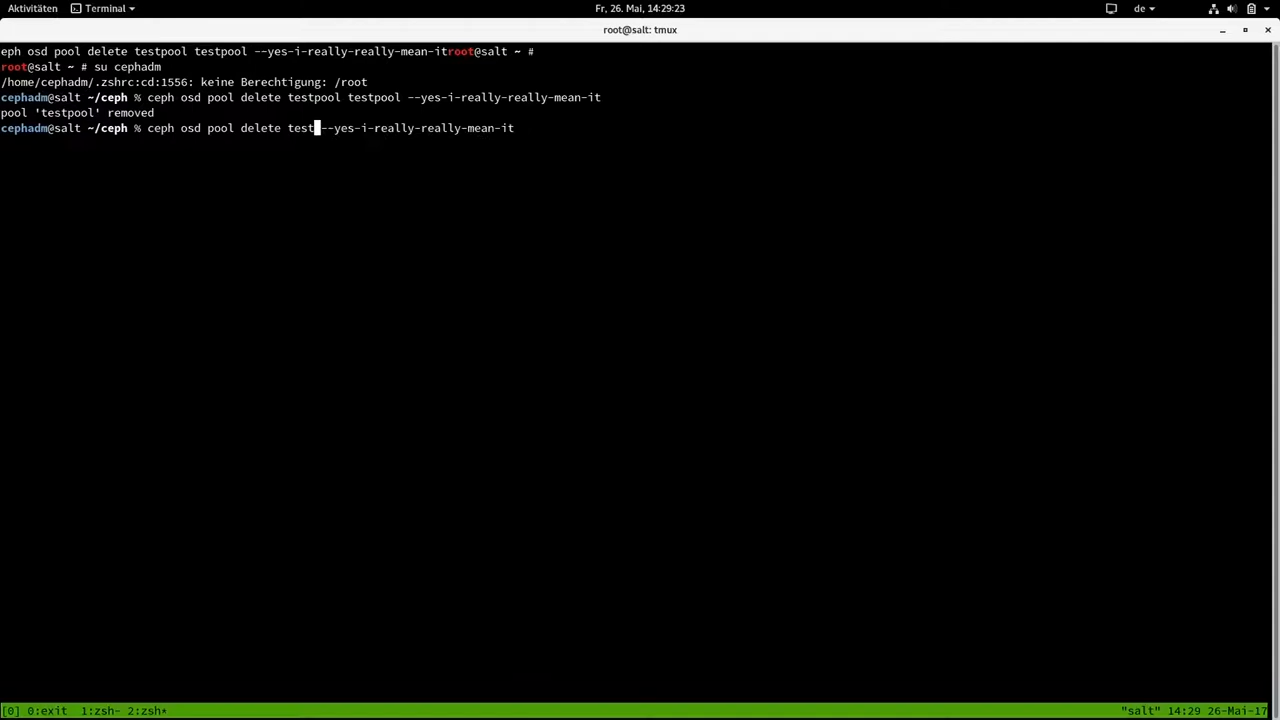 Aktivitäten Terminal Fr, 26. Mai, 14:29:23 de
root@salt: tmux
eph osd pool delete testpool testpool --yes-i-really-really-mean-itroot@salt ~ #
root@salt ~ # su cephadm
/home/cephadm/.zshrc:cd:1556: keine Berechtigung: /root
cephadm@salt ~/ceph % ceph osd pool delete testpool testpool --yes-i-really-really-mean-it
pool 'testpool' removed
cephadm@salt ~/ceph % ceph osd pool delete test --yes-i-really-really-mean-it
[0] 0:exit 1:zsh- 2:zsh* "salt" 14:29 26-Mai-17